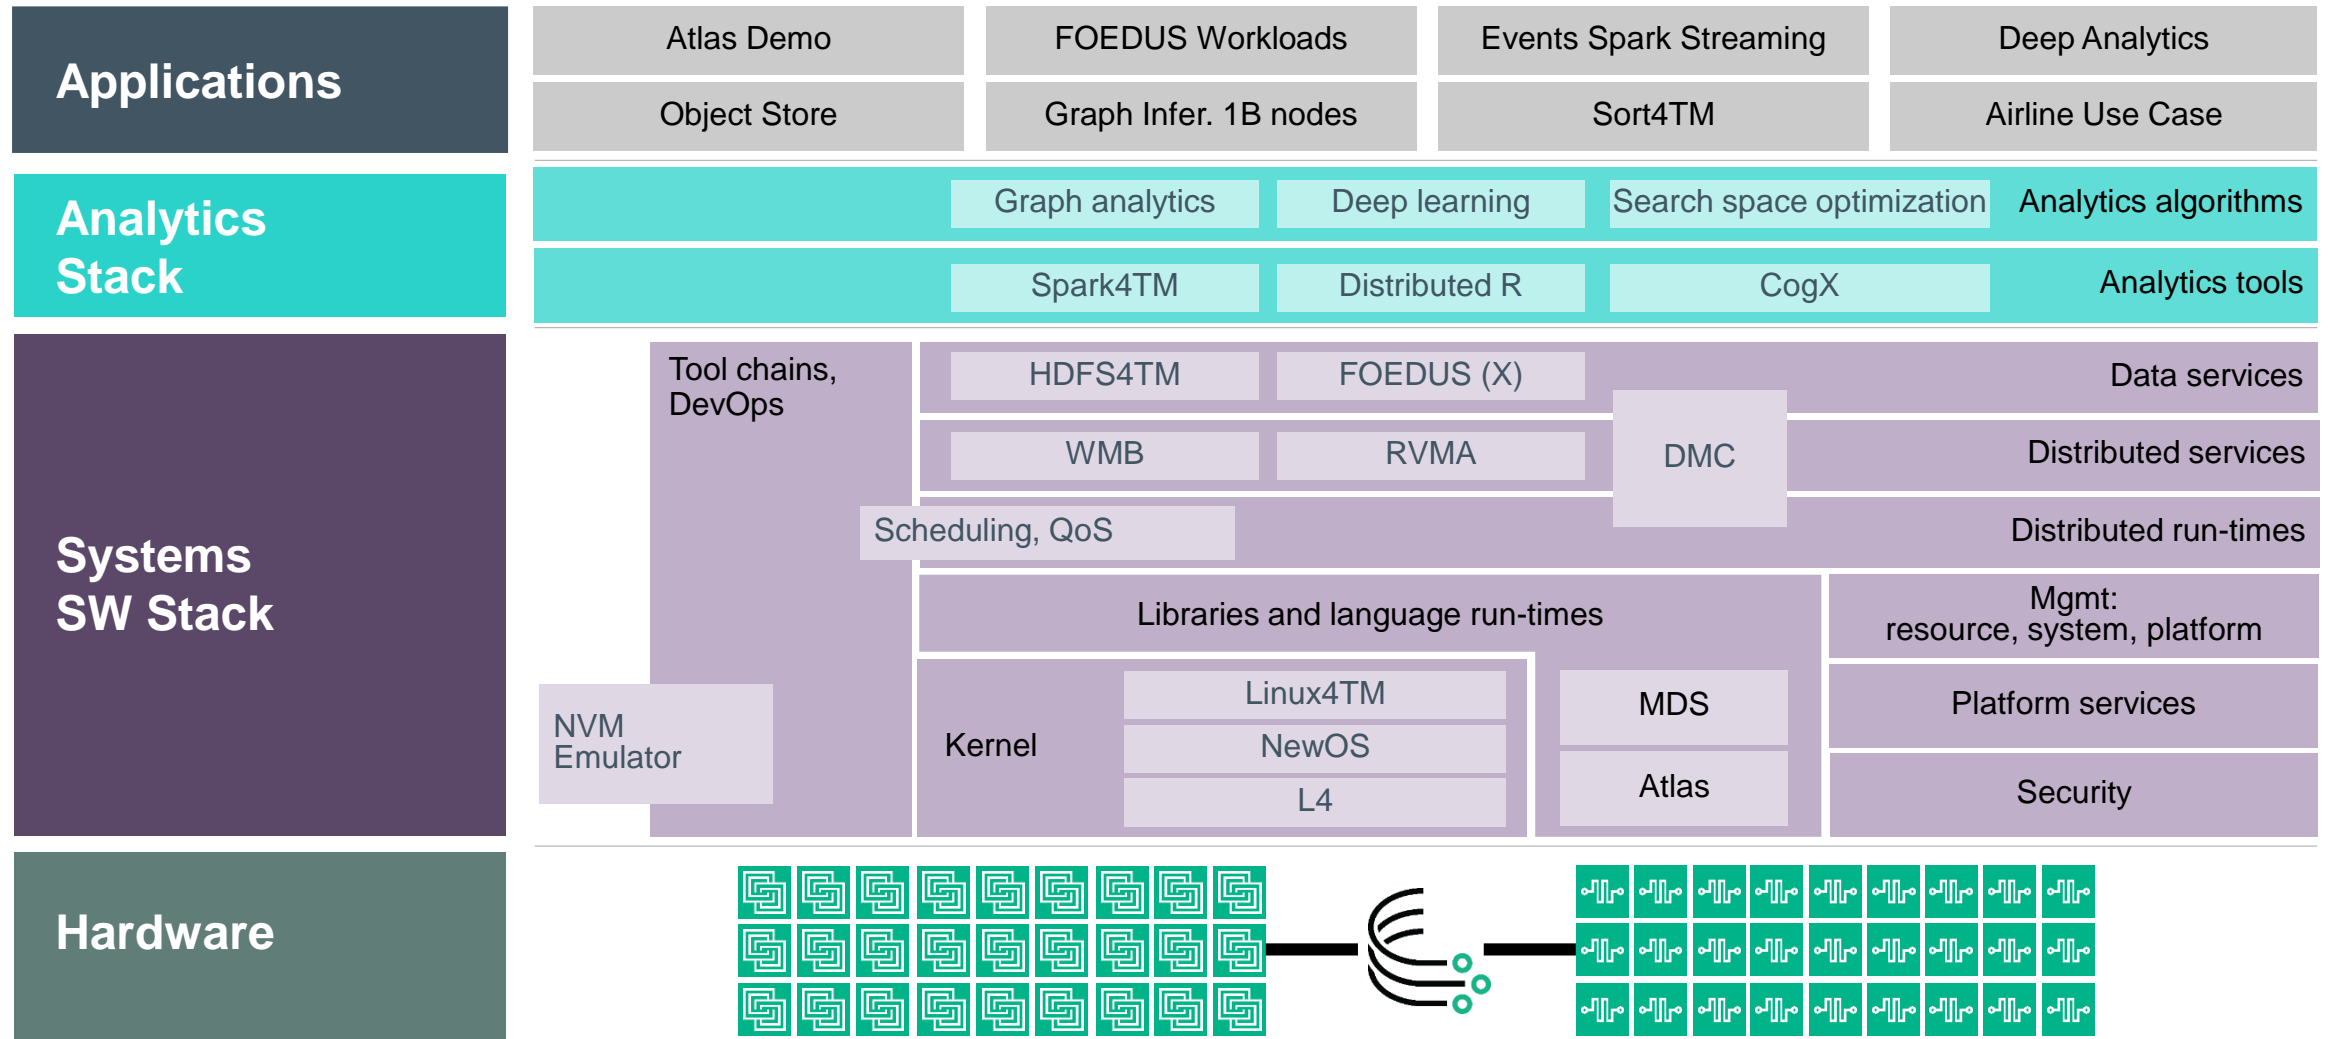 Applications
Atlas Demo
FOEDUS Workloads
Events Spark Streaming
Deep Analytics
Object Store
Graph Infer. 1B nodes
Sort4TM
Airline Use Case
Analytics
Stack
Graph analytics
Deep learning
Search space optimization
Analytics algorithms
Spark4TM
Distributed R
CogX
Analytics tools
Systems
SW Stack
Tool chains,
DevOps
HDFS4TM
FOEDUS (X)
Data services
WMB
RVMA
DMC
Distributed services
Scheduling, QoS
Distributed run-times
Libraries and language run-times
Mgmt:
resource, system, platform
NVM
Emulator
Kernel
Linux4TM
NewOS
L4
MDS
Atlas
Platform services
Security
Hardware